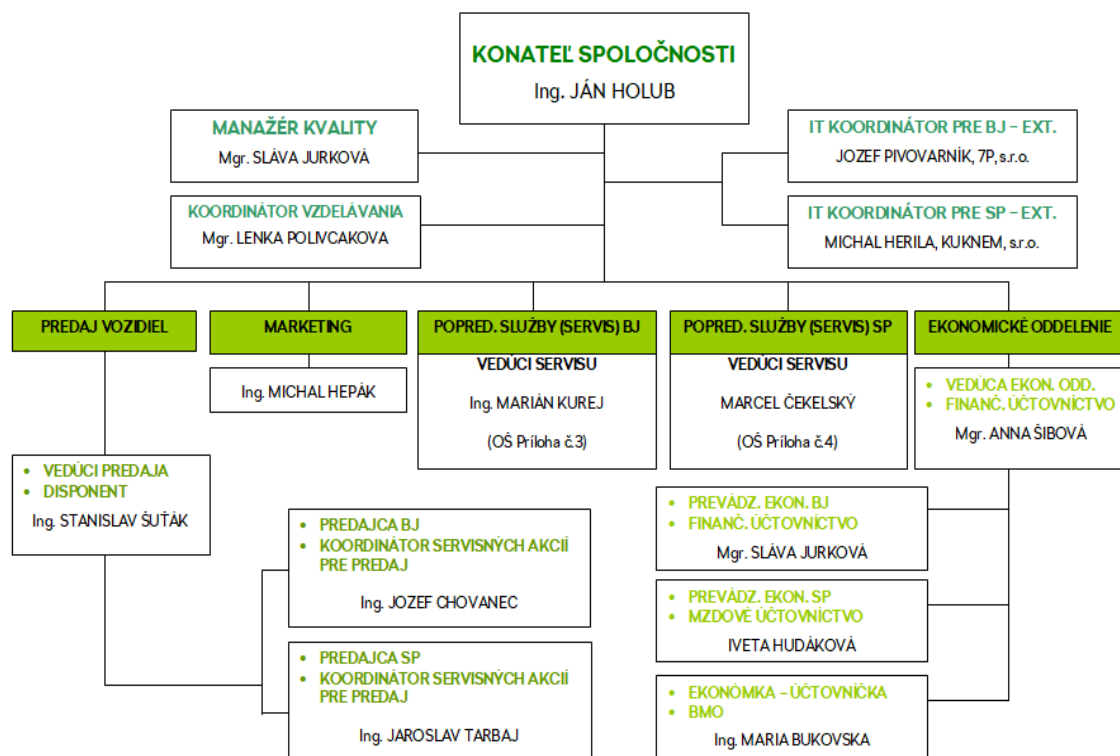 KONATEĽ SPOLOČNOSTI
Ing. JÁN HOLUB
MANAŽÉR KVALITY
Mgr. SLÁVA JURKOVÁ
IT KOORDINÁTOR PRE BJ – EXT.
JOZEF PIVOVARNÍK, 7P, s.r.o.
KOORDINÁTOR VZDELÁVANIA
Mgr. LENKA POLIVCAKOVA
IT KOORDINÁTOR PRE SP – EXT.
MICHAL HERILA, KUKNEM, s.r.o.
PREDAJ VOZIDIEL
MARKETING
POPRED. SLUŽBY (SERVIS) BJ
POPRED. SLUŽBY (SERVIS) SP
EKONOMICKÉ ODDELENIE
Ing. MICHAL HEPÁK
VEDÚCI SERVISU
Ing. MARIÁN KUREJ
(OŠ Príloha č.3)
VEDÚCI SERVISU
MARCEL ČEKELSKÝ
(OŠ Príloha č.4)
• VEDÚCA EKON. ODD.
• FINANČ. ÚČTOVNÍCTVO
Mgr. ANNA ŠIBOVÁ
• VEDÚCI PREDAJA
• DISPONENT
Ing. STANISLAV ŠUŤÁK
• PREDAJCA BJ
• KOORDINÁTOR SERVISNÝCH AKCIÍ
PRE PREDAJ
Ing. JOZEF CHOVANEC
• PREDAJCA SP
• KOORDINÁTOR SERVISNÝCH AKCIÍ
PRE PREDAJ
Ing. JAROSLAV TARBAJ
• PREVÁDZ. EKON. BJ
• FINANČ. ÚČTOVNÍCTVO
Mgr. SLÁVA JURKOVÁ
• PREVÁDZ. EKON. SP
• MZDOVÉ ÚČTOVNÍCTVO
IVETA HUDÁKOVÁ
• EKONÓMKA – ÚČTOVNÍČKA
• BMO
Ing. MARIA BUKOVSKA